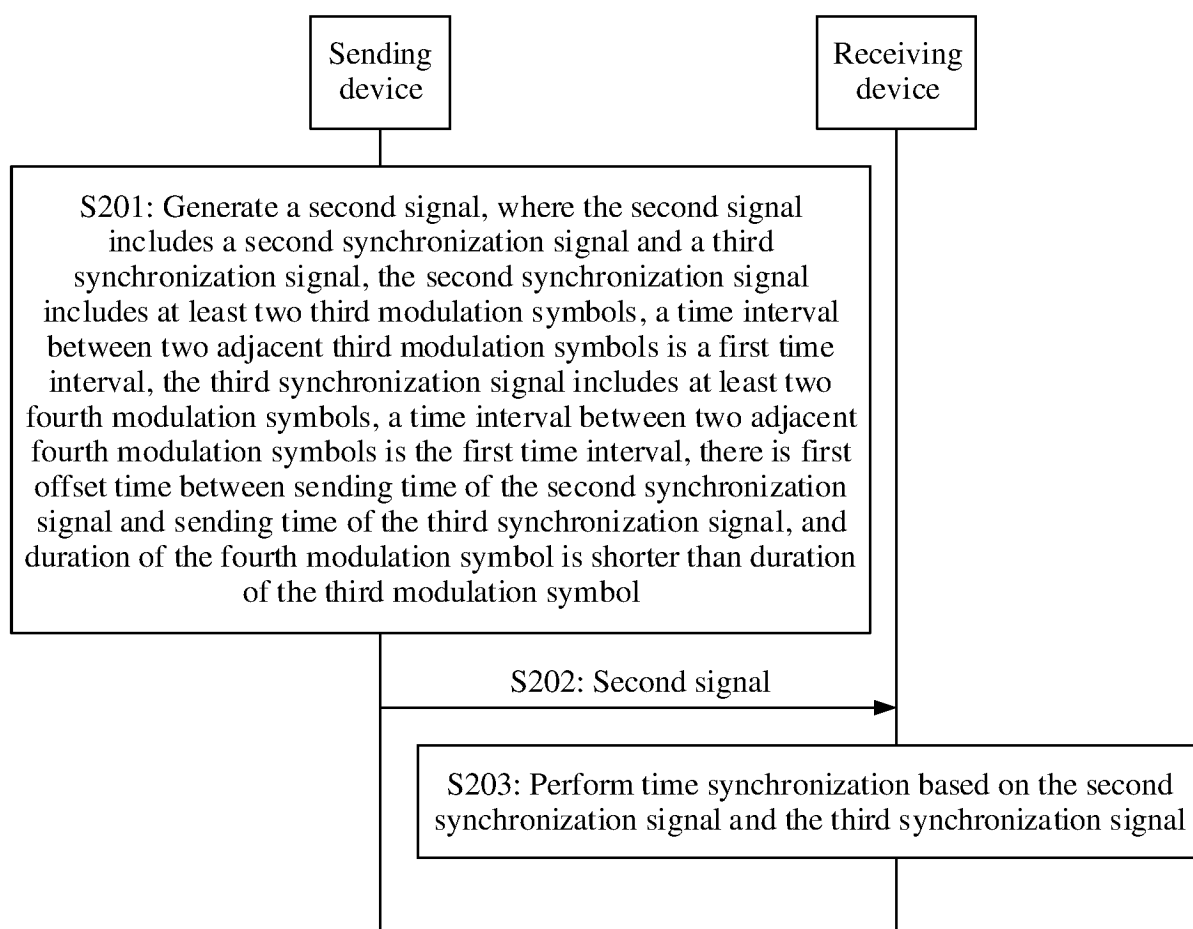 Sending
device
Receiving
device
S201: Generate a second signal, where the second signal
includes a second synchronization signal and a third
synchronization signal, the second synchronization signal
includes at least two third modulation symbols, a time interval
between two adjacent third modulation symbols is a first time
interval, the third synchronization signal includes at least two
fourth modulation symbols, a time interval between two adjacent
fourth modulation symbols is the first time interval, there is first
offset time between sending time of the second synchronization
signal and sending time of the third synchronization signal, and
duration of the fourth modulation symbol is shorter than duration
of the third modulation symbol
S202: Second signal
S203: Perform time synchronization based on the second
synchronization signal and the third synchronization signal